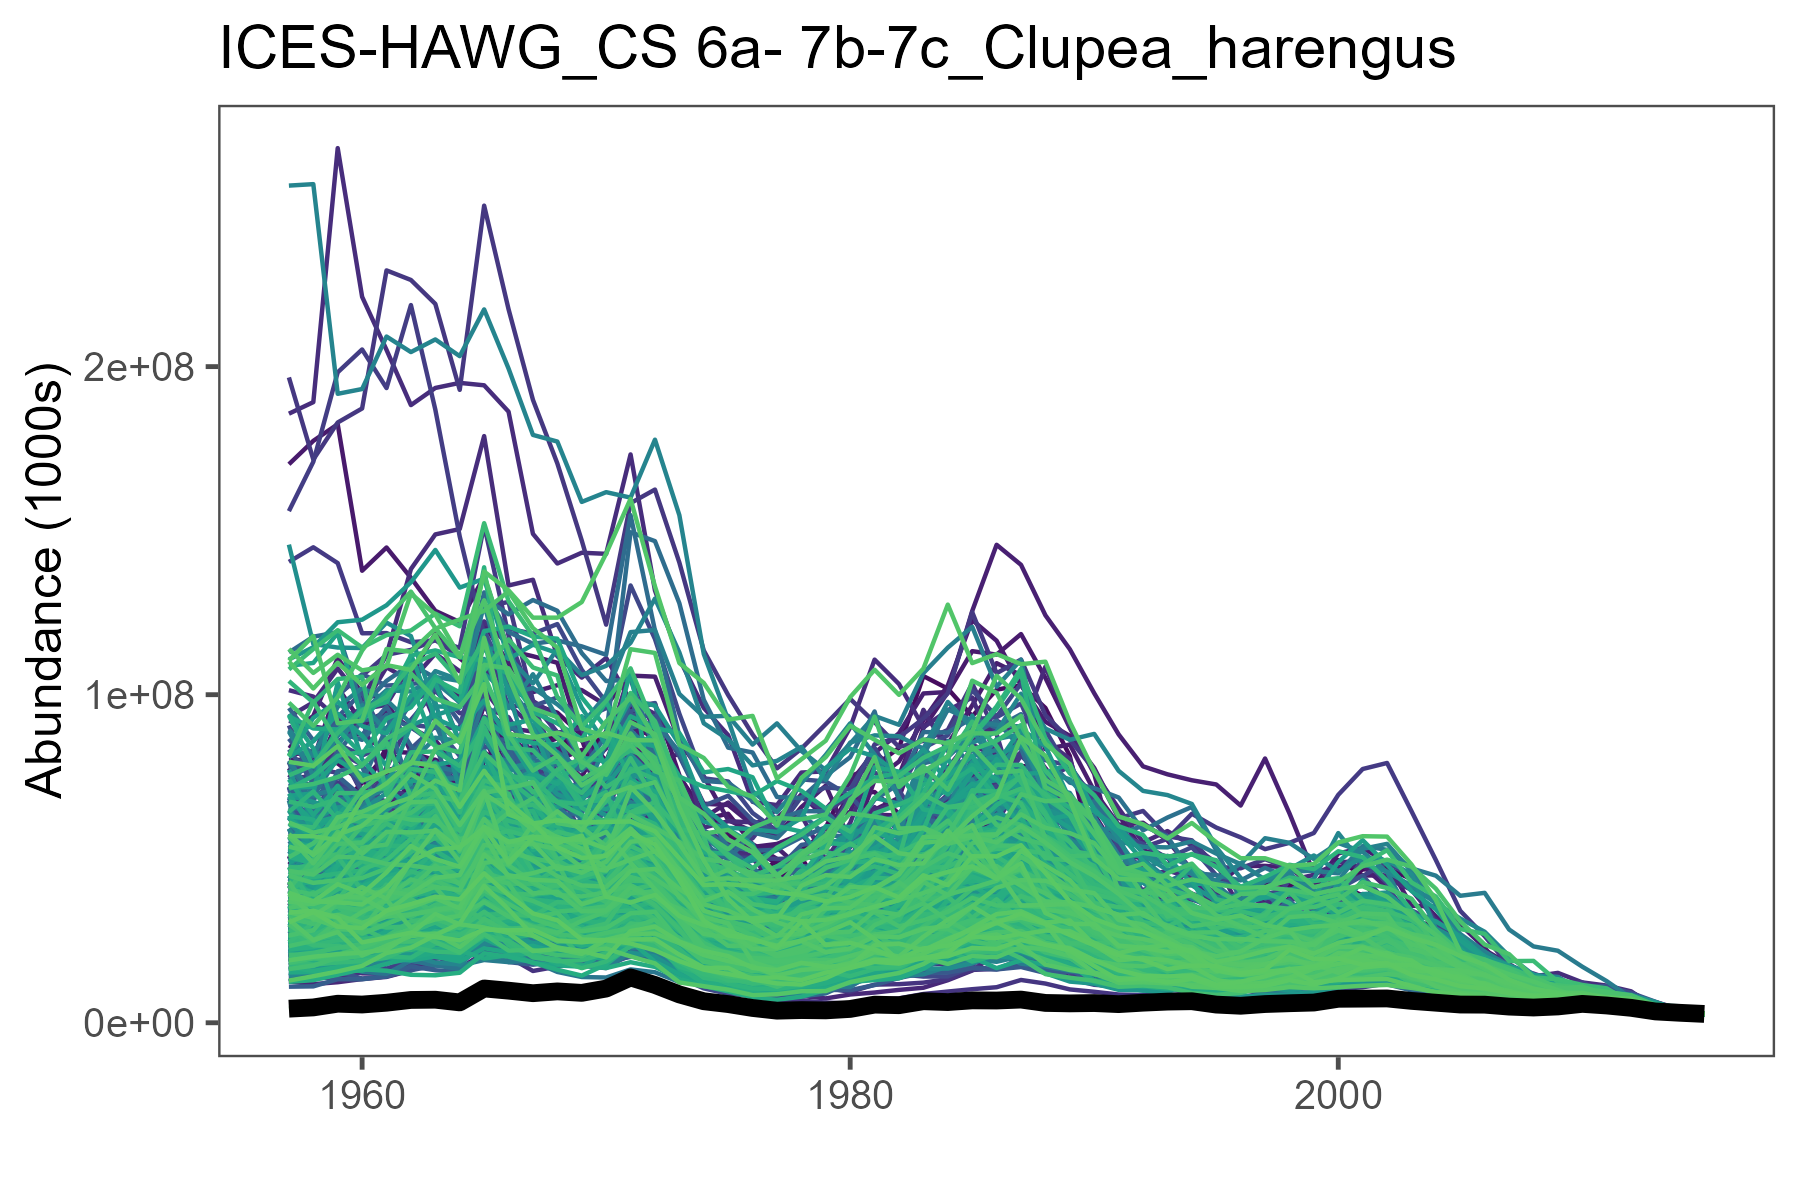 ICES-HAWG_CS 6a- 7b-7c_Clupea_harengus
Abundance (1000s)
2e+08
1e+08
0e+00
1960
1980
2000